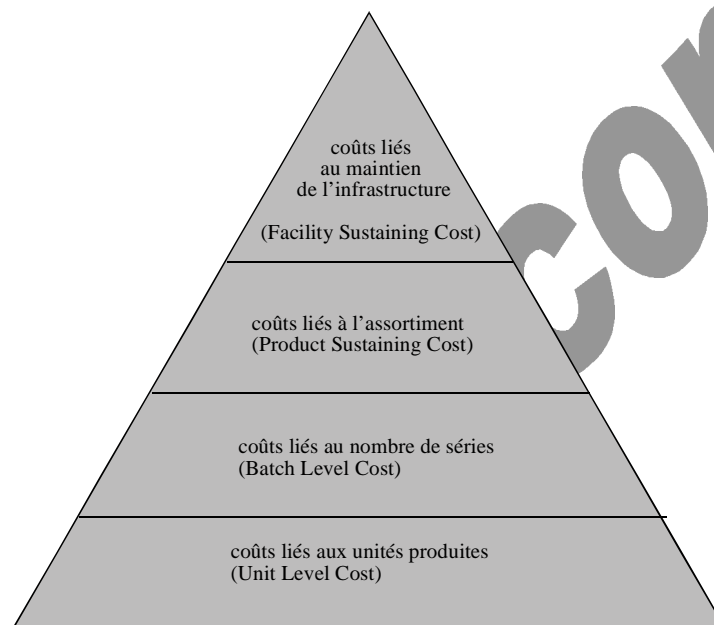 coûts liés
au maintien
de l’infrastructure
(Facility Sustaining Cost)
coûts liés à l’assortiment
(Product Sustaining Cost)
coûts liés au nombre de séries
(Batch Level Cost)
coûts liés aux unités produites
(Unit Level Cost)